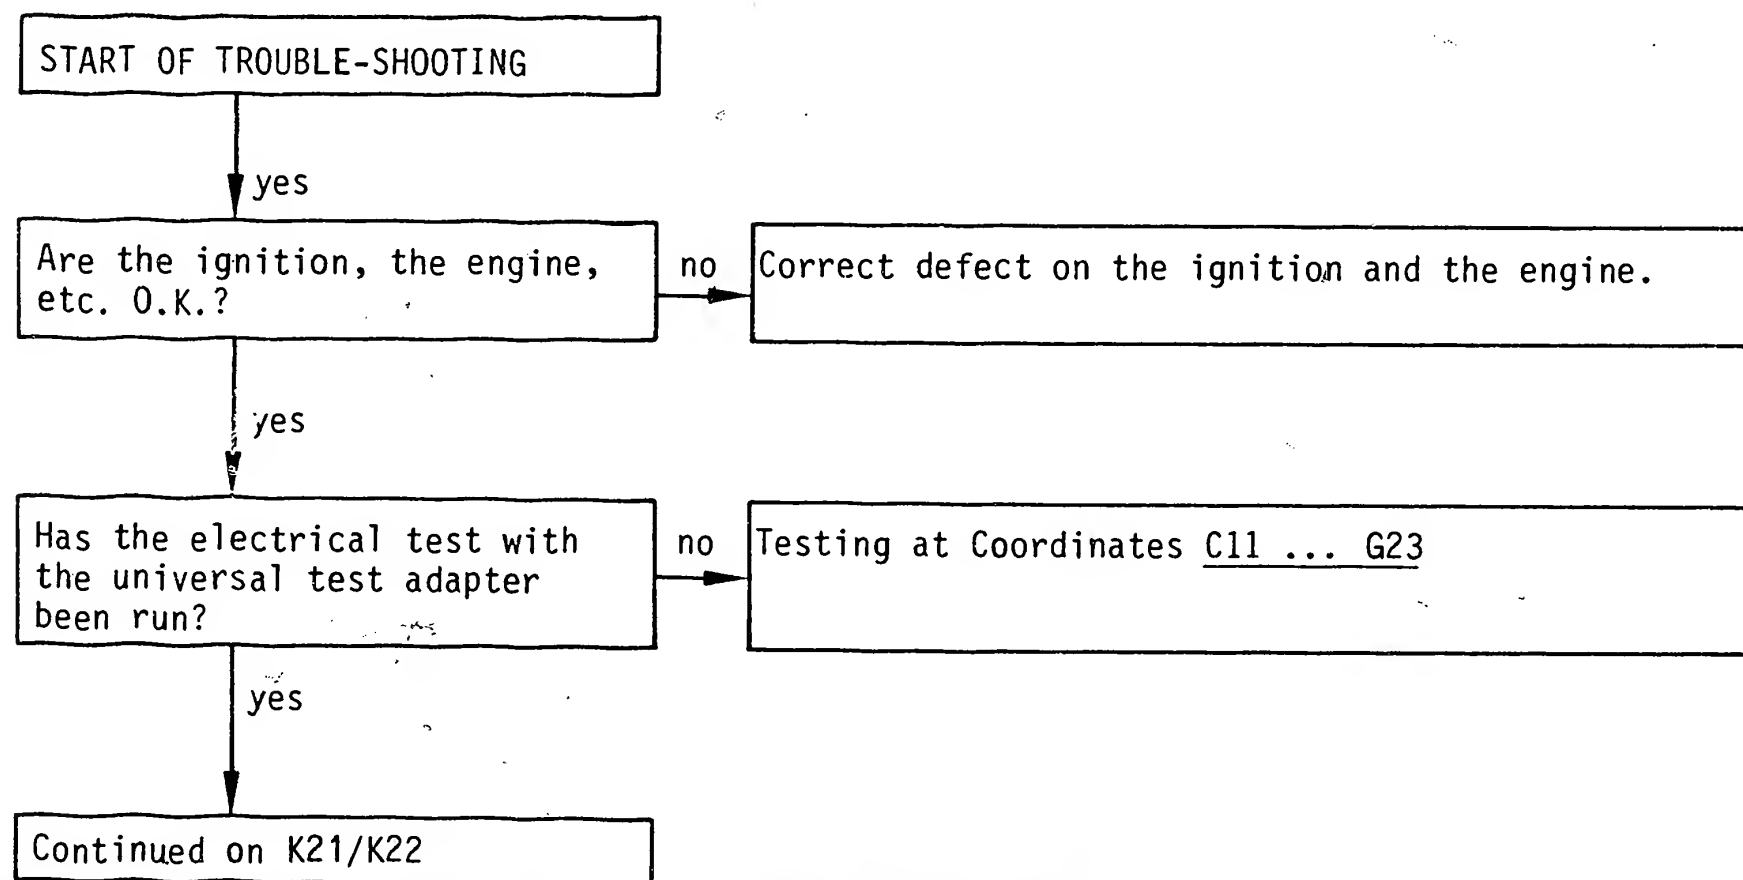 START OF TROUBLE-SHOOTING
yes
Are the ignition, the engine,
etc. O.K.?
no
Correct defect on the ignition and the engine.
yes
Has the electrical test with
the universal test adapter
been run?
no
Testing at Coordinates C11 ... G23
yes
Continued on K21/K22